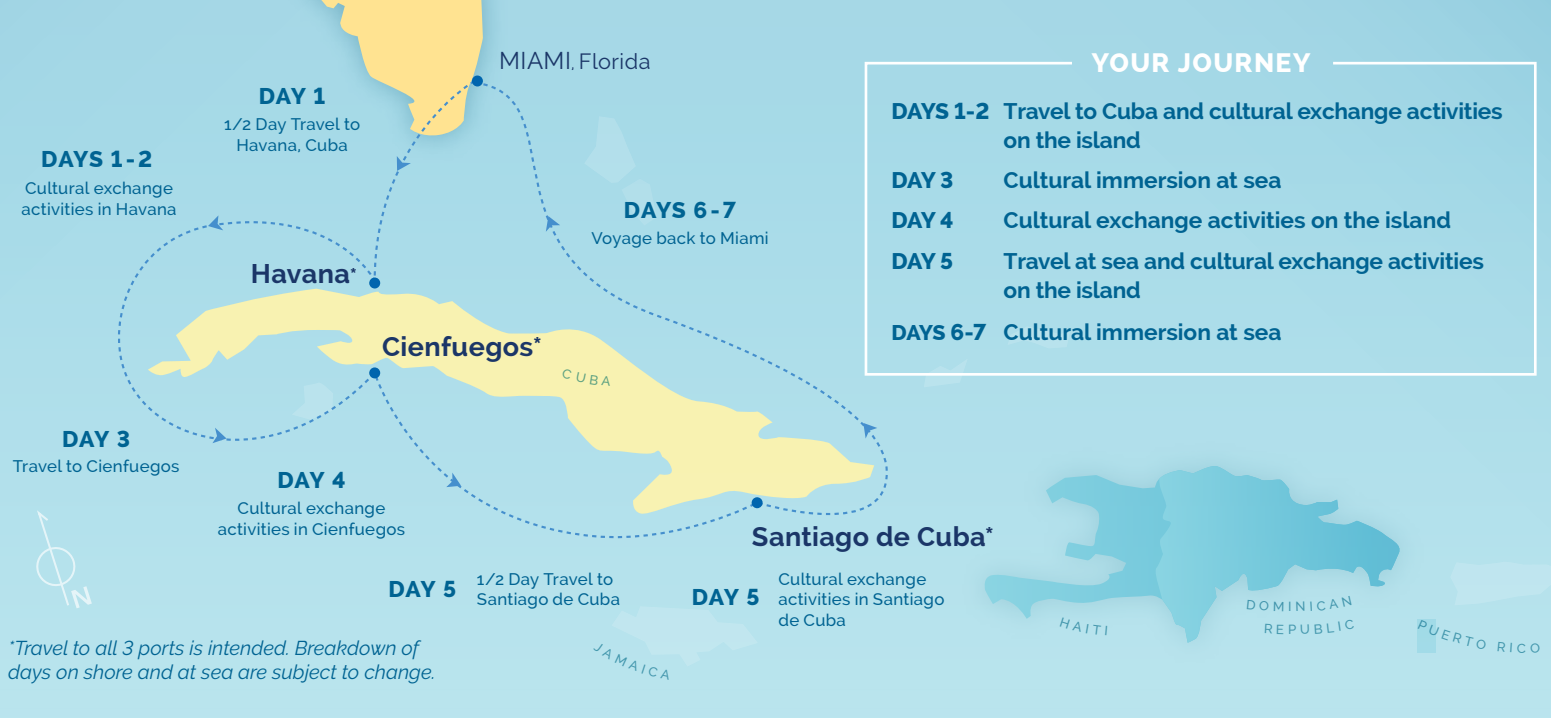 MIAMI, Florida
DAY 1
1/2 Day Travel to
Havana, Cuba
DAYS 1-2
Cultural exchange
activities in Havana
DAYS 6-7
Voyage back to Miami
Havana*
Cienfuegos*
CUBA
DAY 3
Travel to Cienfuegos
DAY 4
Cultural exchange
activities in Cienfuegos
Santiago de Cuba*
DAY 5
1/2 Day Travel to
Santiago de Cuba
DAY 5
Cultural exchange
activities in Santiago
de Cuba
N
*Travel to all 3 ports is intended. Breakdown of
days on shore and at sea are subject to change.
JAMAICA
HAITI
DOMINICAN
REPUBLIC
PUERTO RICO
YOUR JOURNEY
DAYS 1-2 Travel to Cuba and cultural exchange activities
on the island
DAY 3 Cultural immersion at sea
DAY 4 Cultural exchange activities on the island
DAY 5 Travel at sea and cultural exchange activities
on the island
DAYS 6-7 Cultural immersion at sea